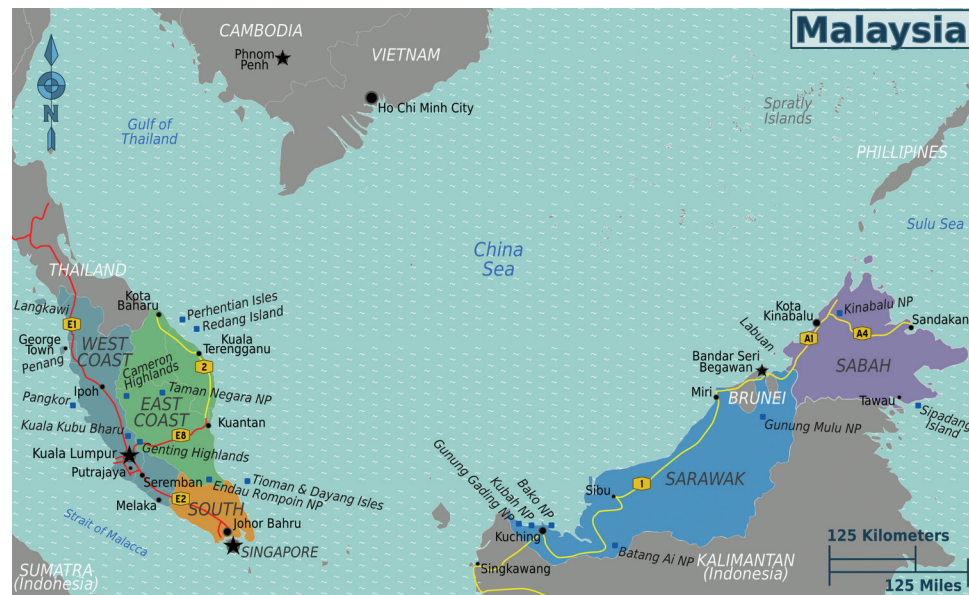 Malaysia
CAMBODIA
Phnom
Penh
VIETNAM
Ho Chi Minh City
N
Gulf of
Thailand
Spratly
Islands
PHILLIPINES
Sulu Sea
China
Sea
THAILAND
Langkawi
E1
WEST
COAST
George
Town
Penang
Ipoh
Pangkor
Kuala Kubu Bharu
Kuala Lumpur
Putrajaya
Seremban
Melaka
Strait of Malacca
SUMATRA
(Indonesia)
Kota
Baharu
Perhentian Isles
Redang Island
Kuala
Terengganu
2
Cameron
Highlands
Taman Negara NP
EAST
COAST
Kuantan
E8
Genting Highlands
Tioman & Dayang Isles
Endau Rompoin NP
E2
SOUTH
Johor Bahru
SINGAPORE
Kota
Kinabalu
Kinabalu NP
Sandakan
A1
A4
Labuan
SABAH
Bandar Seri
Begawan
BRUNEI
Miri
Tawau
Sipadang
Island
Gunung Mulu NP
SARAWAK
1
Sibu
Bako NP
Kubah NP
Gunung Gading NP
Kuching
Batang Ai NP
Singkawang
KALIMANTAN
(Indonesia)
125 Kilometers
125 Miles